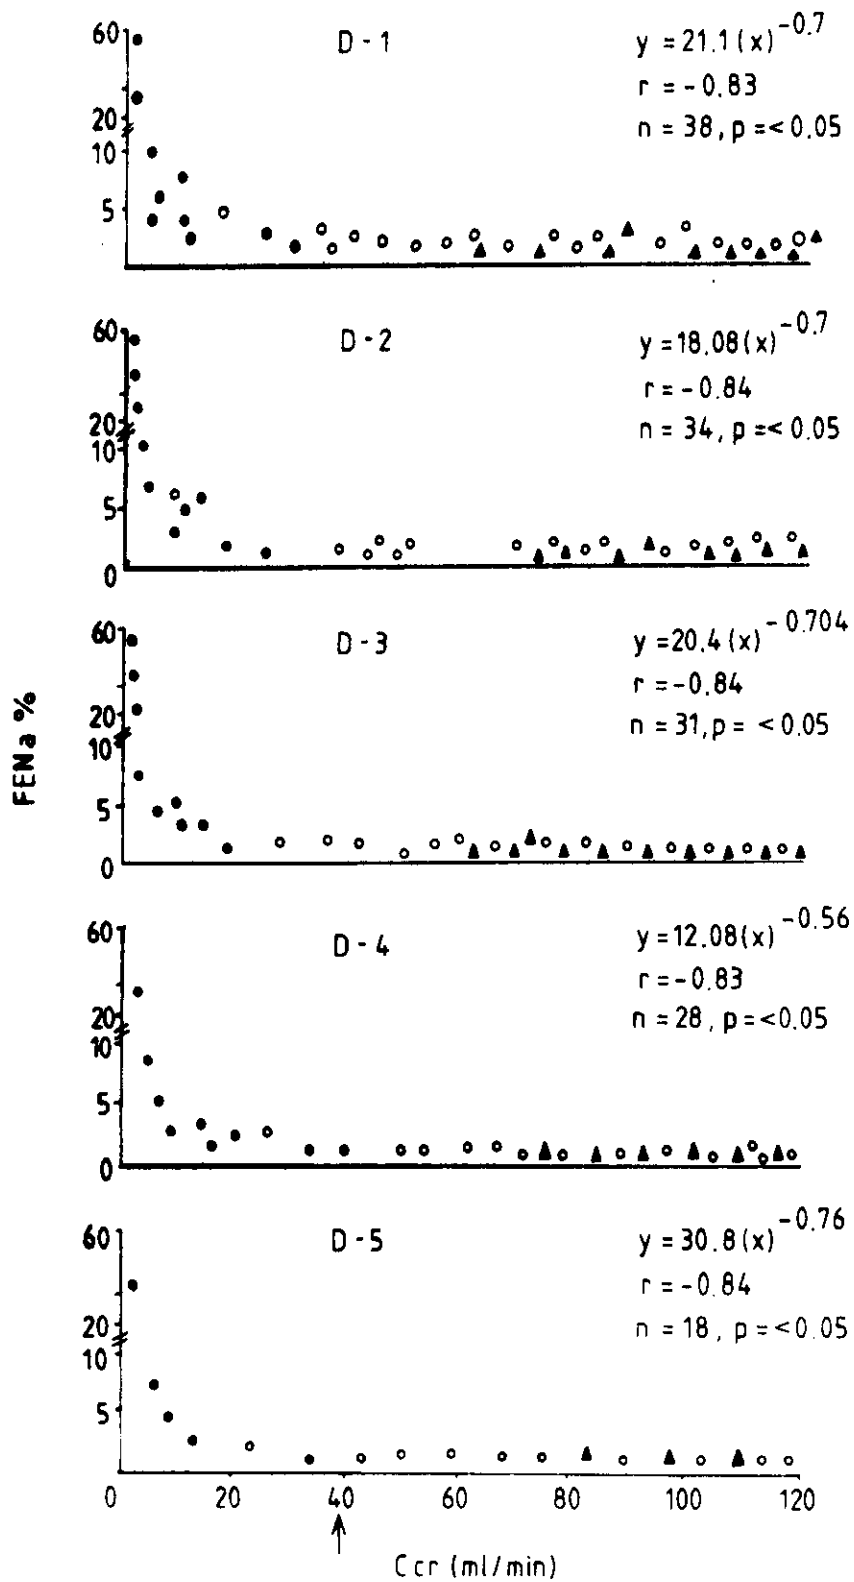 60
20
10
5
D - 1
y = 21.1 (x)^-0.7
r = -0.83
n = 38, p = < 0.05
60
20
10
5
0
D - 2
y = 18.08 (x)^-0.7
r = -0.84
n = 34, p = < 0.05
60
20
10
5
0
D - 3
y = 20.4 (x)^-0.704
r = -0.84
n = 31, p = < 0.05
FENa %
60
20
10
5
0
D - 4
y = 12.08 (x)^-0.56
r = -0.83
n = 28, p = < 0.05
60
20
10
5
D - 5
y = 30.8 (x)^-0.76
r = -0.84
n = 18, p = < 0.05
0 20 40 60 80 100 120
Ccr (ml/min)